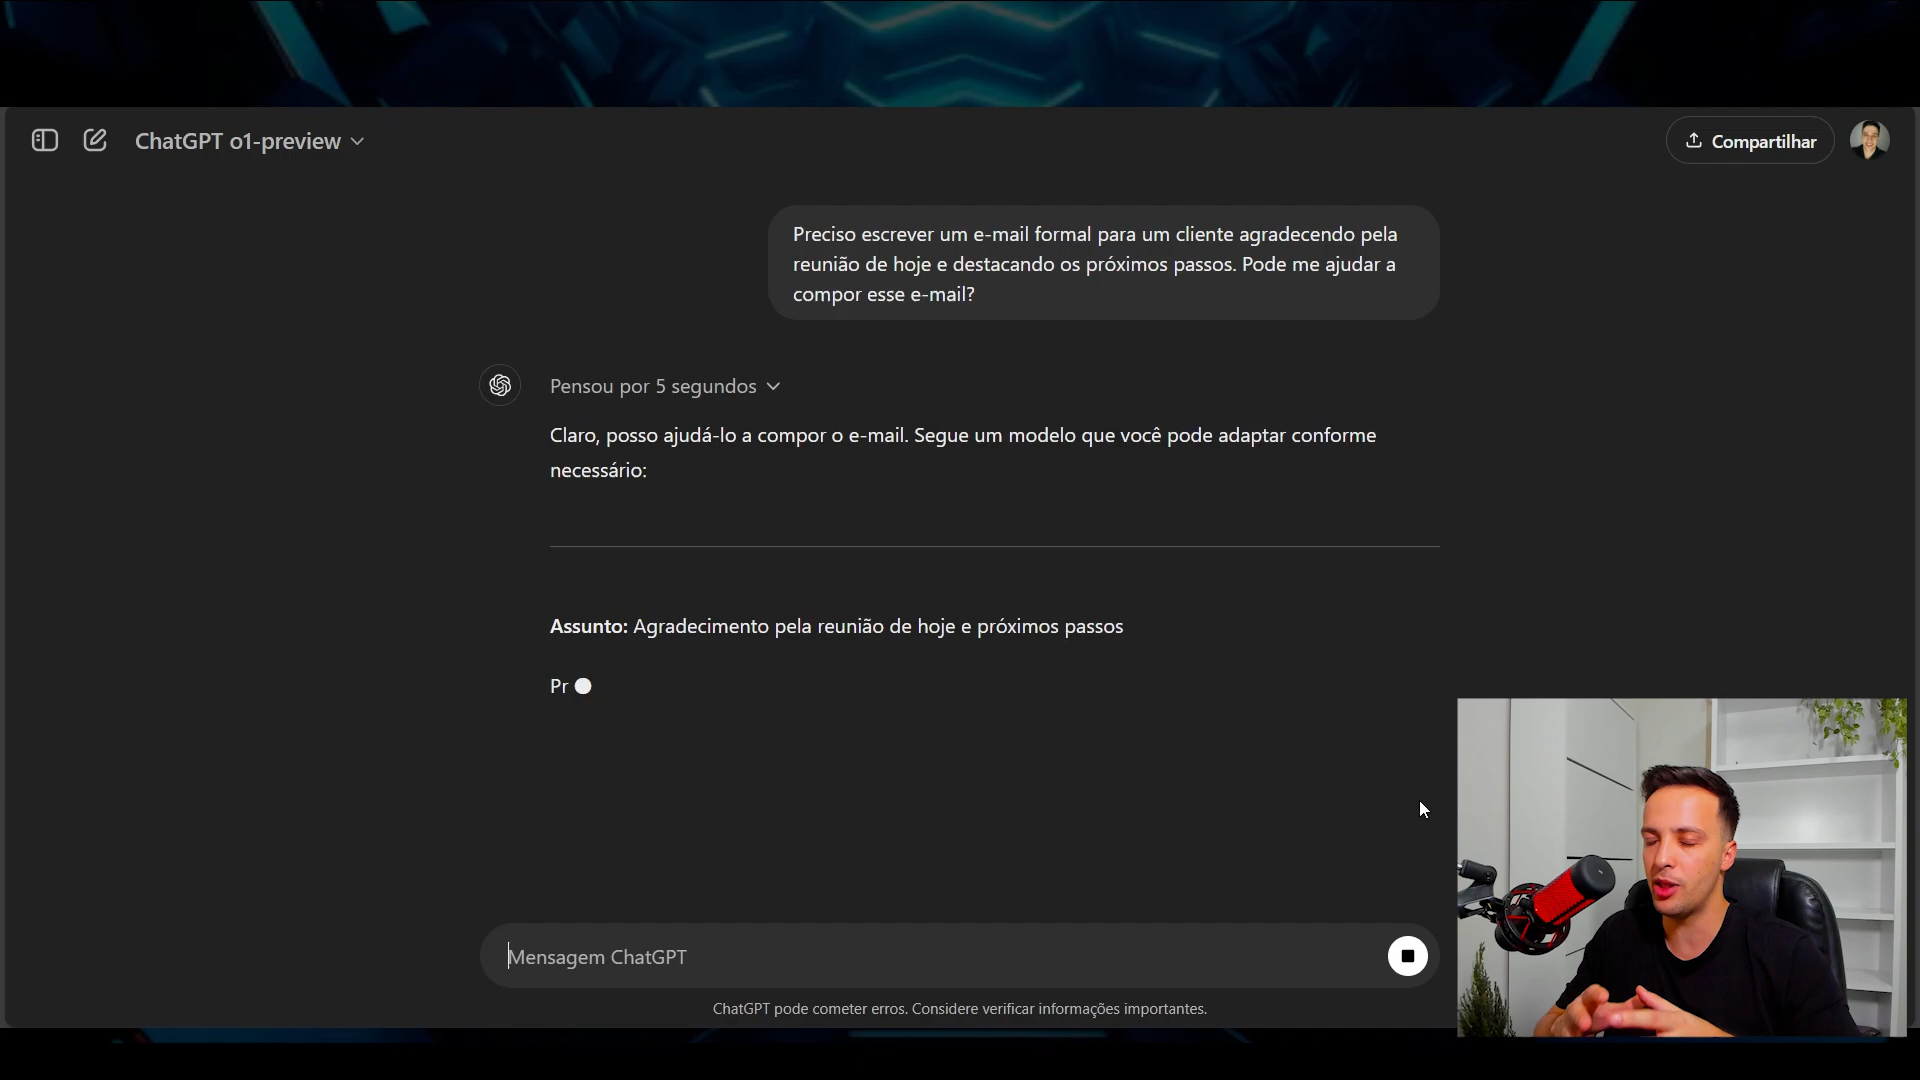 ChatGPT o1-preview
Compartilhar
Preciso escrever um e-mail formal para um cliente agradecendo pela
reunião de hoje e destacando os próximos passos. Pode me ajudar a
compor esse e-mail?
Pensou por 5 segundos
Claro, posso ajudá-lo a compor o e-mail. Segue um modelo que você pode adaptar conforme
necessário:
Assunto: Agradecimento pela reunião de hoje e próximos passos
Pr
Mensagem ChatGPT
ChatGPT pode cometer erros. Considere verificar informações importantes.